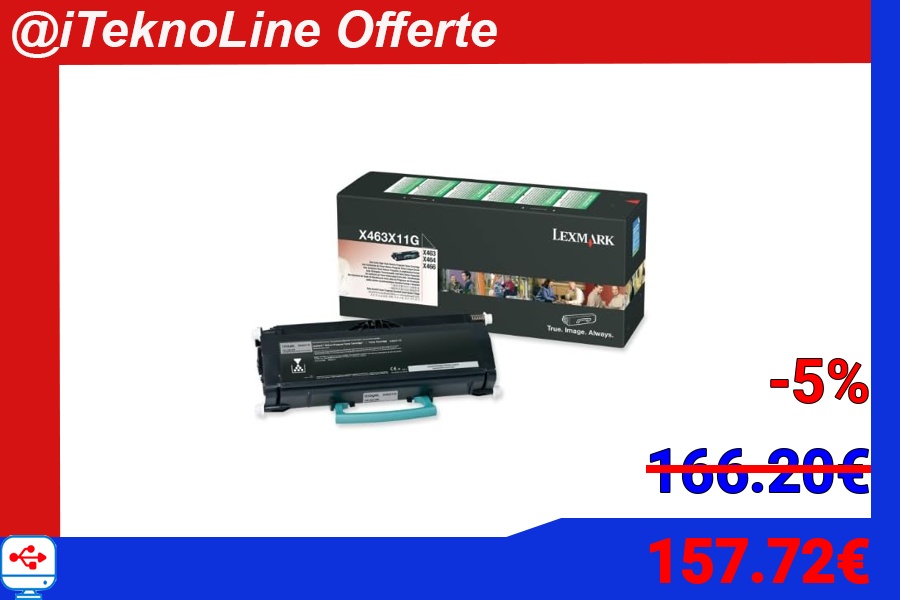 @iTeknoLine Offerte
X463X11G
X463
X464
X466
LEXMARK
True. Image. Always.
-5%
166.20€
157.72€